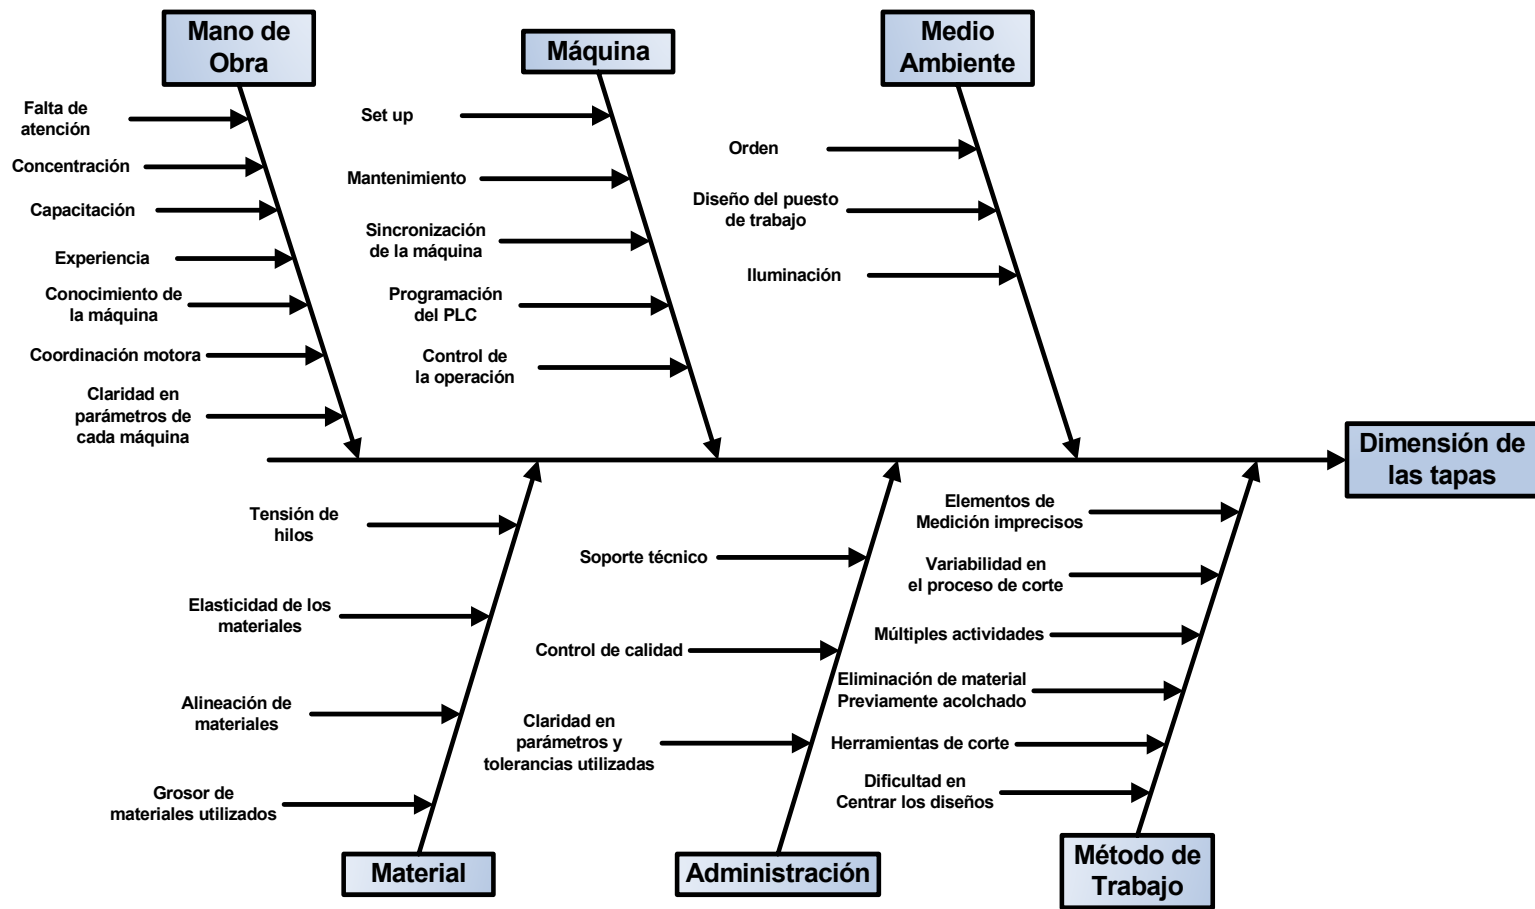 Mano de
Obra
Máquina
Medio
Ambiente
Falta de
atención
Concentración
Capacitación
Experiencia
Conocimiento de
la máquina
Coordinación motora
Claridad en
parámetros de
cada máquina
Set up
Mantenimiento
Sincronización
de la máquina
Programación
del PLC
Control de
la operación
Orden
Diseño del puesto
de trabajo
Iluminación
Dimensión de
las tapas
Tensión de
hilos
Elasticidad de los
materiales
Alineación de
materiales
Grosor de
materiales utilizados
Soporte técnico
Control de calidad
Claridad en
parámetros y
tolerancias utilizadas
Elementos de
Medición imprecisos
Variabilidad en
el proceso de corte
Múltiples actividades
Eliminación de material
Previamente acolchado
Herramientas de corte
Dificultad en
Centrar los diseños
Material
Administración
Método de
Trabajo